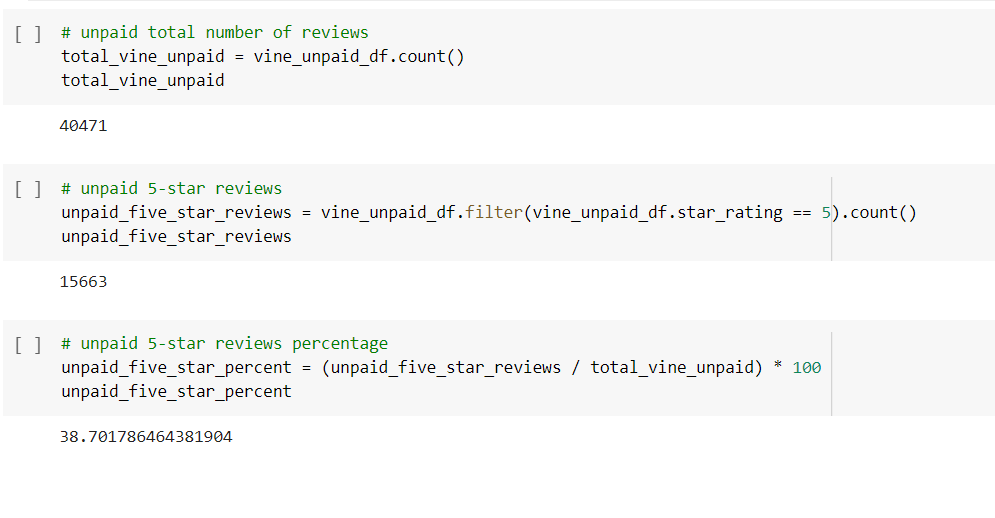 [ ] # unpaid total number of reviews
total_vine_unpaid = vine_unpaid_df.count()
total_vine_unpaid
40471
[ ] # unpaid 5-star reviews
unpaid_five_star_reviews = vine_unpaid_df.filter(vine_unpaid_df.star_rating == 5).count()
unpaid_five_star_reviews
15663
[ ] # unpaid 5-star reviews percentage
unpaid_five_star_percent = (unpaid_five_star_reviews / total_vine_unpaid) * 100
unpaid_five_star_percent
38.701786464381904